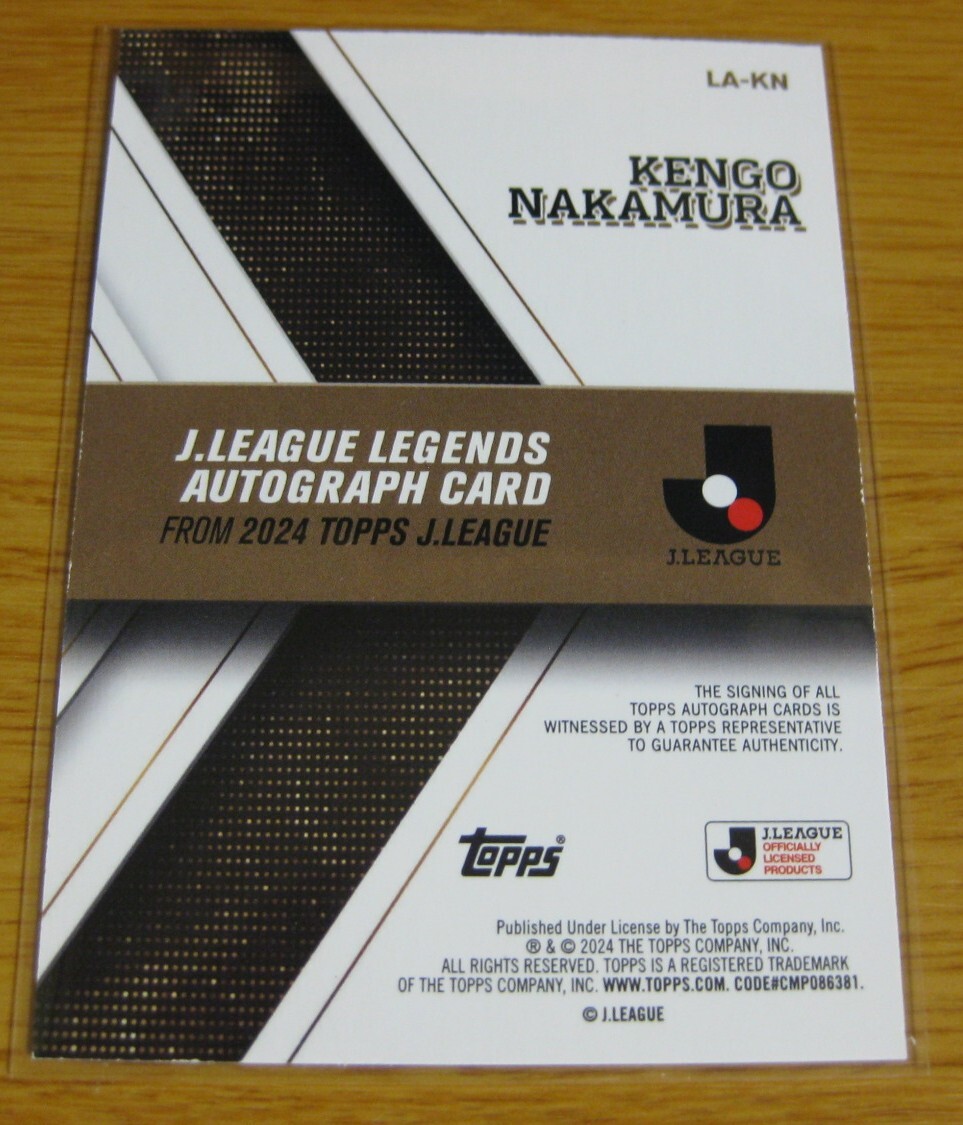 LA-KN
KENGO
NAKAMURA
J.LEAGUE LEGENDS
AUTOGRAPH CARD
FROM 2024 TOPPS J.LEAGUE
J.LEAGUE
THE SIGNING OF ALL
TOPPS AUTOGRAPH CARDS IS
WITNESSED BY A TOPPS REPRESENTATIVE
TO GUARANTEE AUTHENTICITY.
topps®
J.LEAGUE
OFFICIALLY
LICENSED
PRODUCTS
Published Under License by The Topps Company, Inc.
® & © 2024 THE TOPPS COMPANY, INC.
ALL RIGHTS RESERVED. TOPPS IS A REGISTERED TRADEMARK
OF THE TOPPS COMPANY, INC. WWW.TOPPS.COM. CODE#CMP086381.
© J.LEAGUE